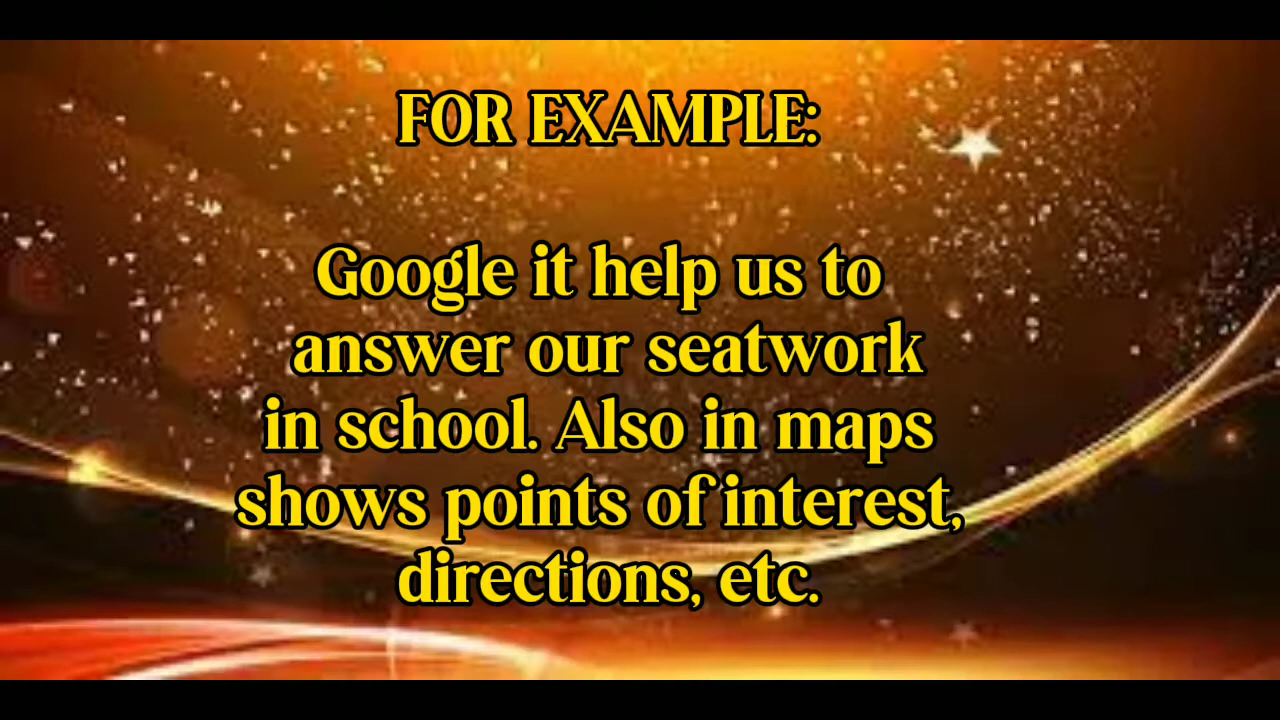 FOR EXAMPLE:
Google it help us to
answer our seatwork
in school. Also in maps
shows points of interest,
directions, etc.